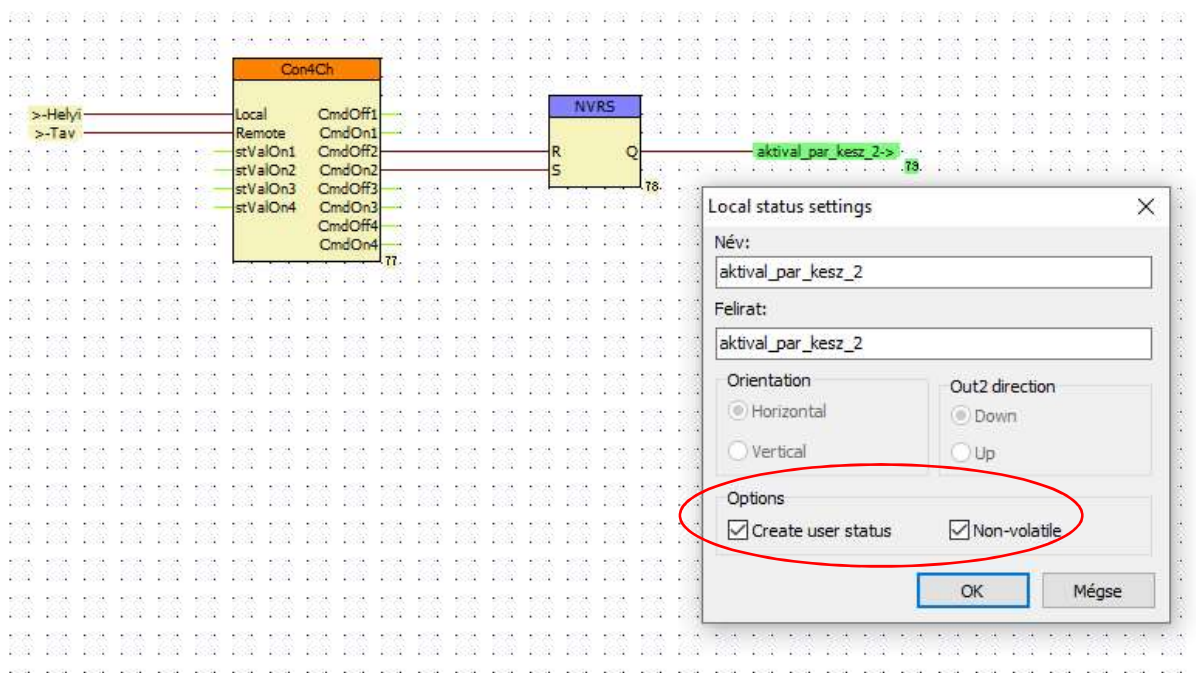 Con4Ch
>-Helyi
>-Tav
Local CmdOff1
Remote CmdOn1
stValOn1 CmdOff2
stValOn2 CmdOn2
stValOn3 CmdOff3
stValOn4 CmdOn3
CmdOff4
CmdOn4
77
NVRS
R Q
S
78
aktival_par_kesz_2->
79
Local status settings
Név:
aktival_par_kesz_2
Felirat:
aktival_par_kesz_2
Orientation
Horizontal
Vertical
Out2 direction
Down
Up
Options
Create user status Non-volatile
OK Mégse